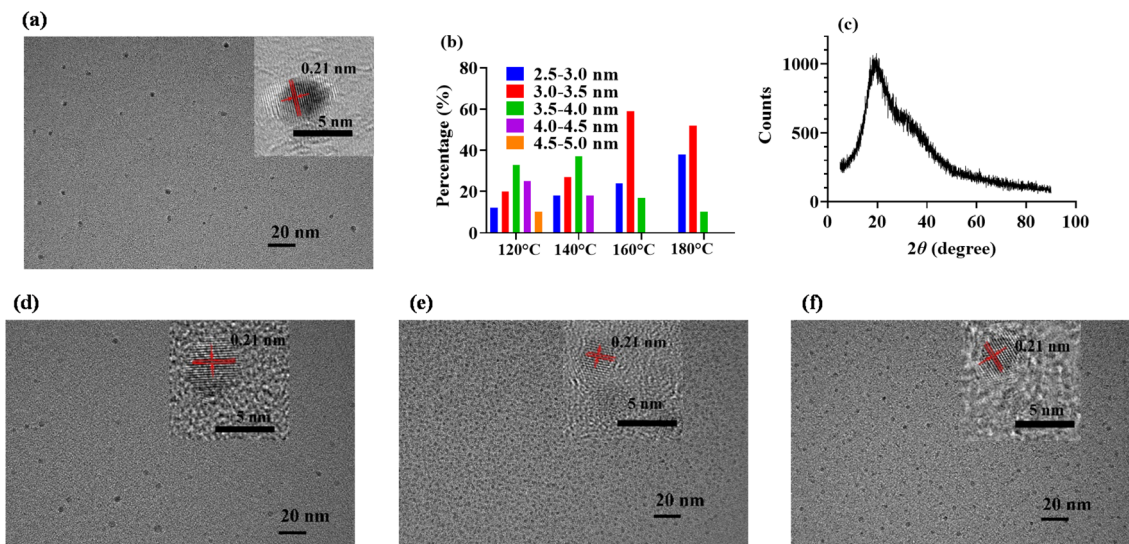 (a)
0.21 nm
5 nm
20 nm
(b)
Percentage (%)
80
60
40
20
0
2.5-3.0 nm
3.0-3.5 nm
3.5-4.0 nm
4.0-4.5 nm
4.5-5.0 nm
120°C
140°C
160°C
180°C
(c)
Counts
1000
500
0
0
20
40
60
80
100
2θ (degree)
(d)
0.21 nm
5 nm
20 nm
(e)
0.21 nm
5 nm
20 nm
(f)
0.21 nm
5 nm
20 nm